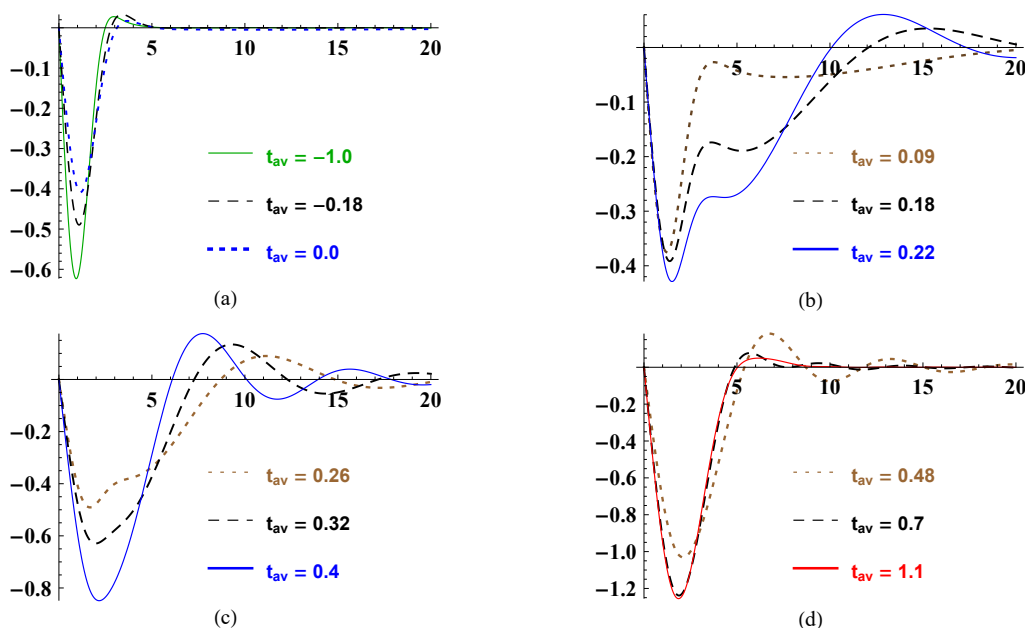 5 10 15 20
−0.1
−0.2
−0.3
−0.4
−0.5
−0.6
t_av = −1.0
t_av = −0.18
t_av = 0.0
(a)
5 10 15 20
−0.1
−0.2
−0.3
−0.4
t_av = 0.09
t_av = 0.18
t_av = 0.22
(b)
5 10 15 20
−0.2
−0.4
−0.6
−0.8
t_av = 0.26
t_av = 0.32
t_av = 0.4
(c)
5 10 15 20
−0.2
−0.4
−0.6
−0.8
−1.0
−1.2
t_av = 0.48
t_av = 0.7
t_av = 1.1
(d)